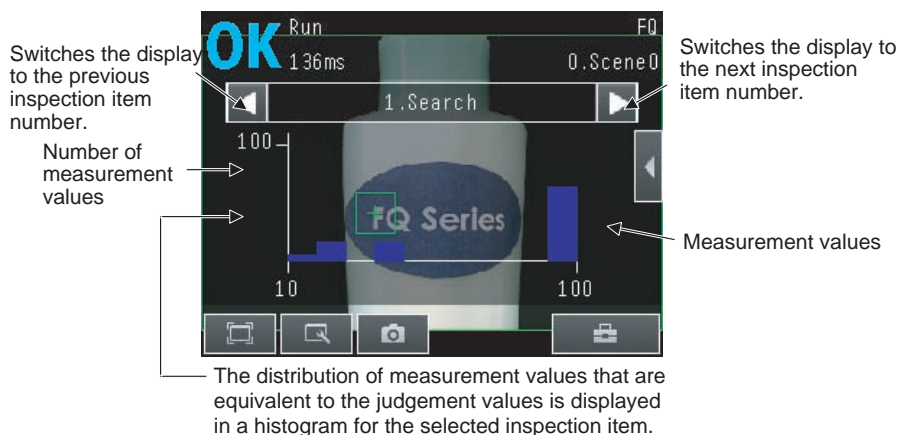 Switches the display
to the previous
inspection item
number.
Number of
measurement
values
OK
Run
FQ
136ms
0.Scene0
1.Search
100
FQ Series
10
100
Switches the display to
the next inspection
item number.
Measurement values
The distribution of measurement values that are
equivalent to the judgement values is displayed
in a histogram for the selected inspection item.